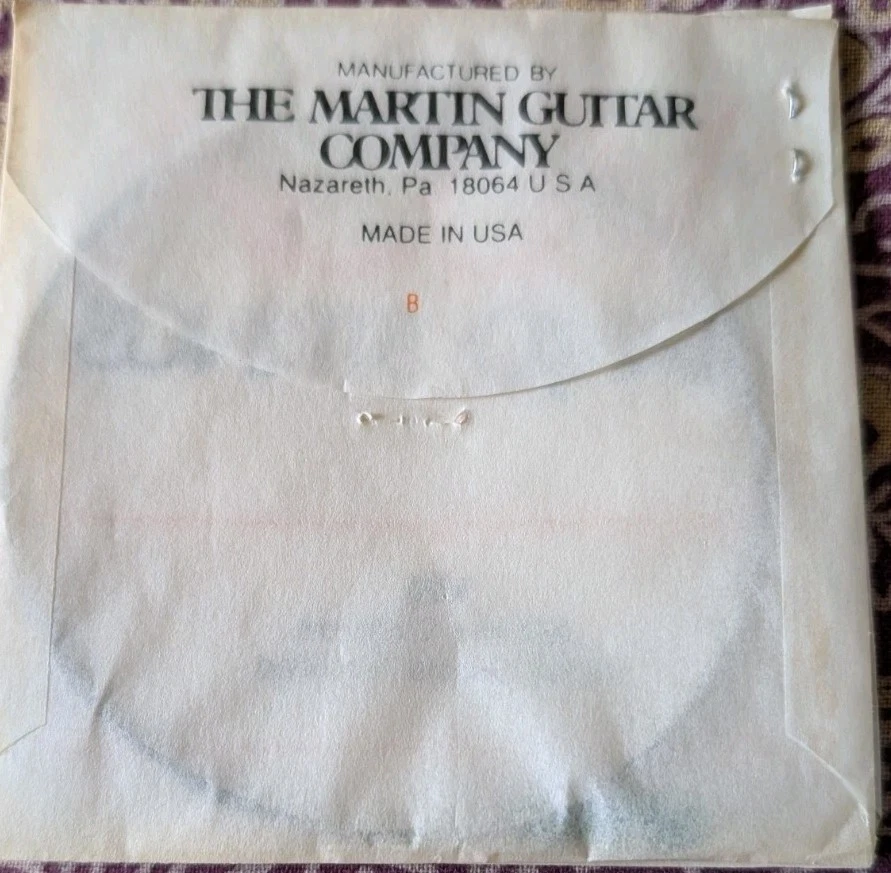 MANUFACTURED BY
THE MARTIN GUITAR
COMPANY
Nazareth, Pa 18064 U S A
MADE IN USA
B